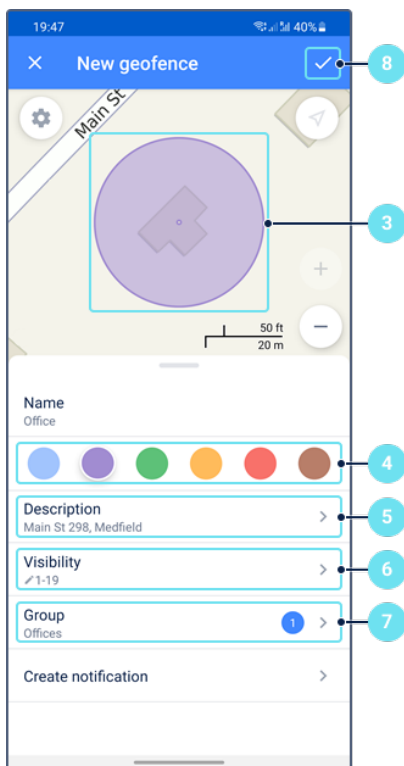 19:47
40%
New geofence
8
Main St
3
50 ft
20 m
Name
Office
4
Description
Main St 298, Medfield
5
Visibility
1-19
6
Group
Offices
1
7
Create notification